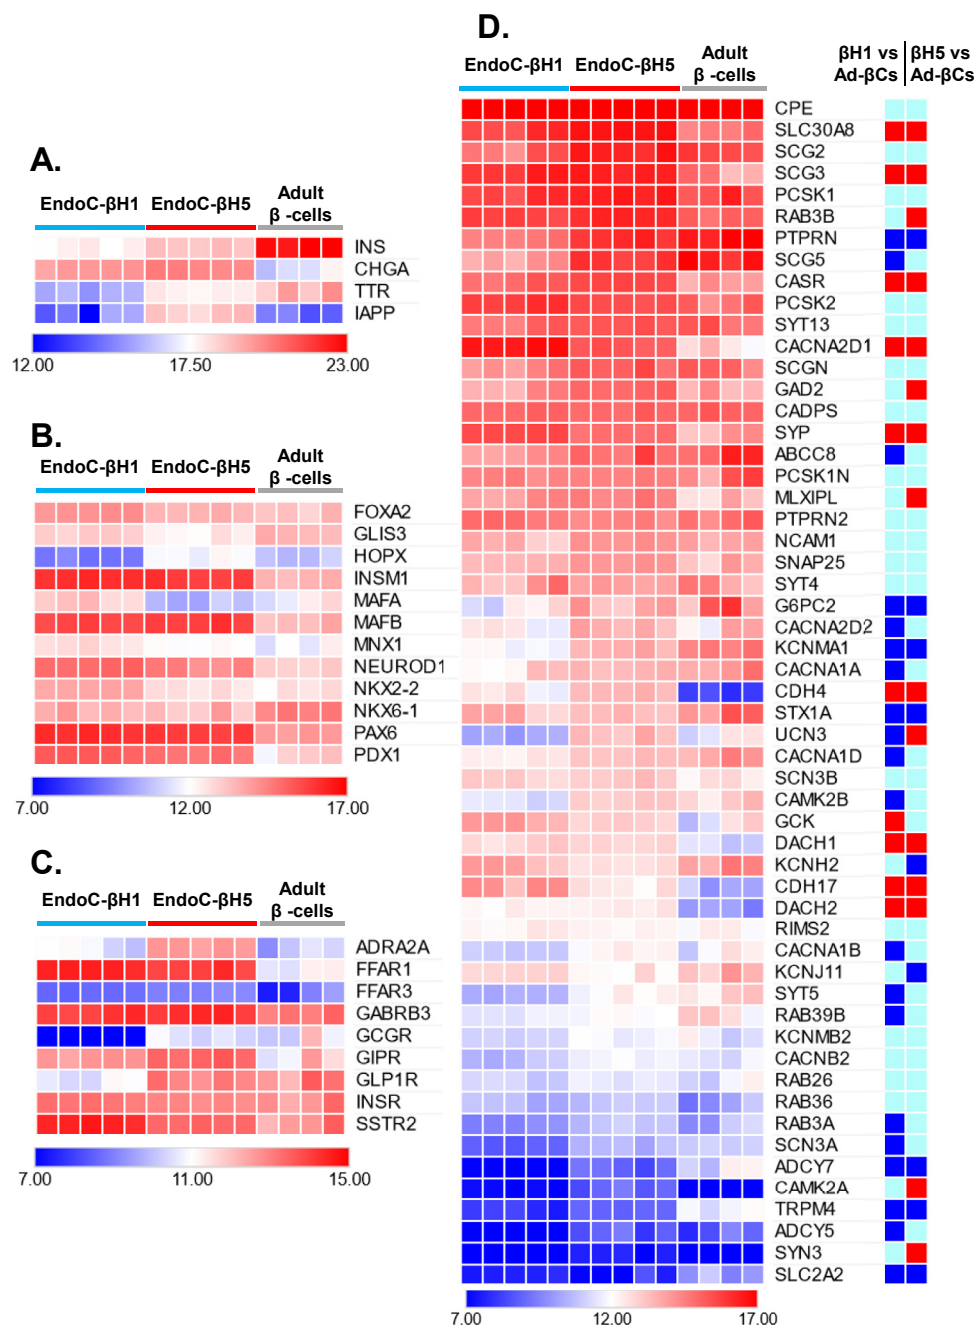 A.
EndoC-βH1 EndoC-βH5 Adult
β -cells
INS
CHGA
TTR
IAPP
12.00 17.50 23.00
B.
EndoC-βH1 EndoC-βH5 Adult
β -cells
FOXA2
GLIS3
HOPX
INSM1
MAFA
MAFB
MNX1
NEUROD1
NKX2-2
NKX6-1
PAX6
PDX1
7.00 12.00 17.00
C.
EndoC-βH1 EndoC-βH5 Adult
β -cells
ADRA2A
FFAR1
FFAR3
GABRB3
GCGR
GIPR
GLP1R
INSR
SSTR2
7.00 11.00 15.00
D.
EndoC-βH1 EndoC-βH5 Adult
β -cells
βH1 vs
Ad-βCs
βH5 vs
Ad-βCs
CPE
SLC30A8
SCG2
SCG3
PCSK1
RAB3B
PTPRN
SCG5
CASR
PCSK2
SYT13
CACNA2D1
SCGN
GAD2
CADPS
SYP
ABCC8
PCSK1N
MLXIPL
PTPRN2
NCAM1
SNAP25
SYT4
G6PC2
CACNA2D2
KCNMA1
CACNA1A
CDH4
STX1A
UCN3
CACNA1D
SCN3B
CAMK2B
GCK
DACH1
KCNH2
CDH17
DACH2
RIMS2
CACNA1B
KCNJ11
SYT5
RAB39B
KCNMB2
CACNB2
RAB26
RAB36
RAB3A
SCN3A
ADCY7
CAMK2A
TRPM4
ADCY5
SYN3
SLC2A2
7.00 12.00 17.00